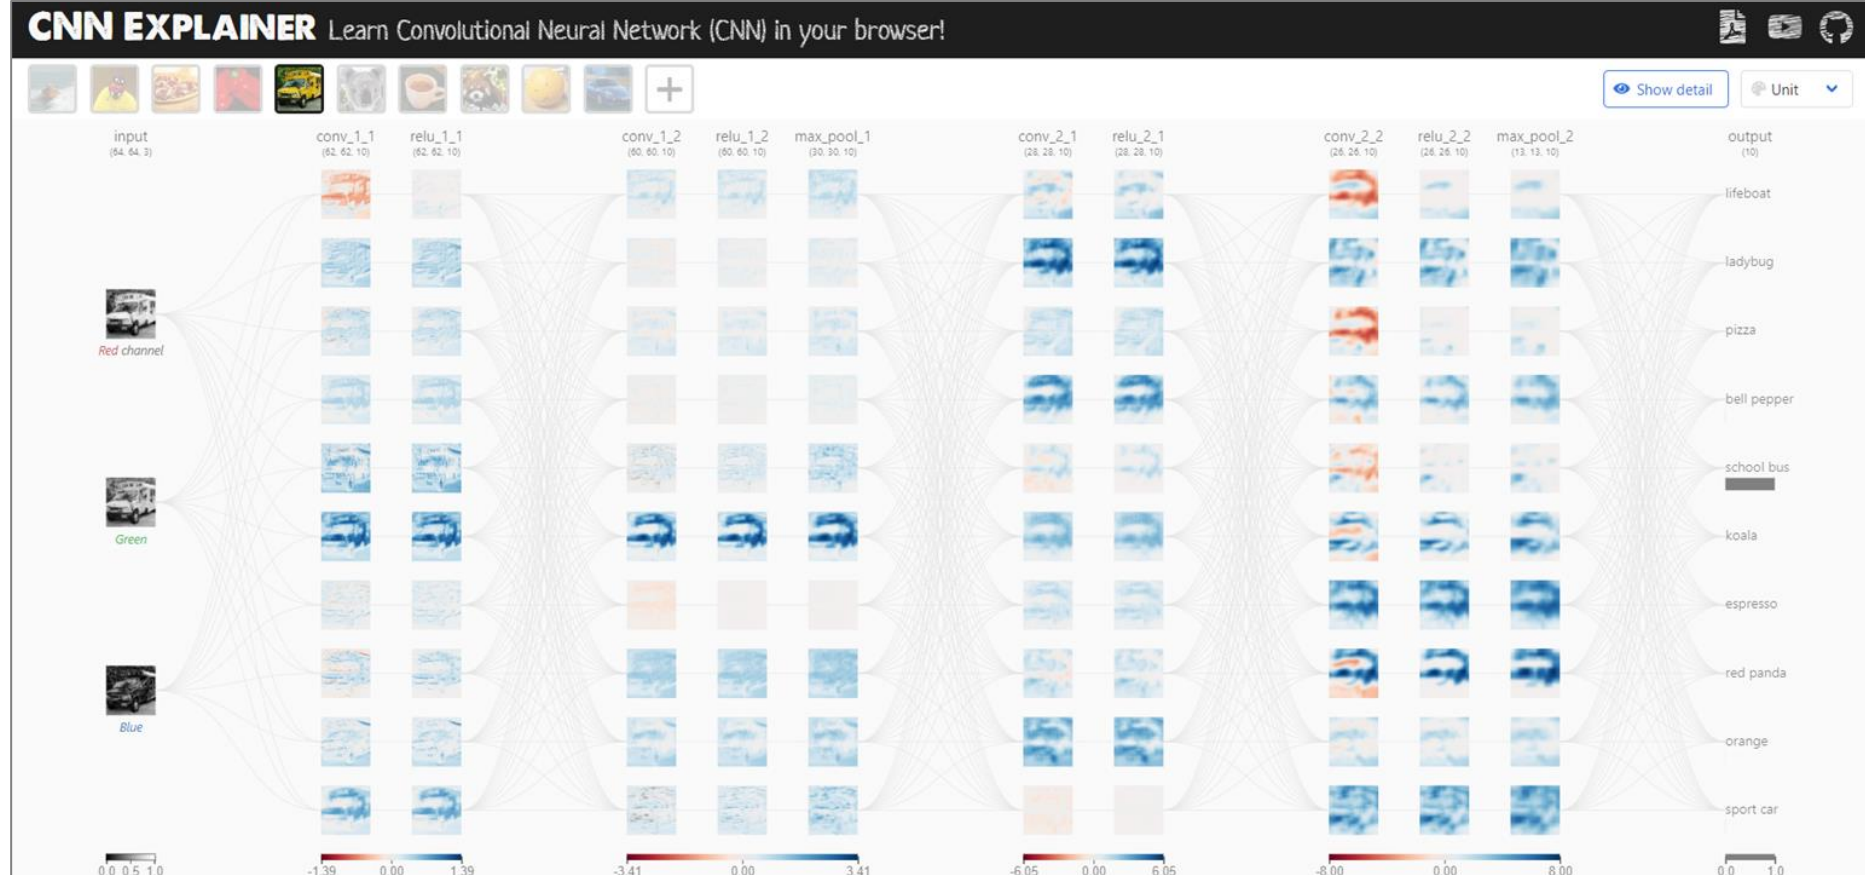 CNN EXPLAINER Learn Convolutional Neural Network (CNN) in your browser!
Show detail
Unit
input conv_1_1 relu_1_1 conv_1_2 relu_1_2 max_pool_1 conv_2_1 relu_2_1 conv_2_2 relu_2_2 max_pool_2 output
(64, 64, 3) (62, 62, 10) (62, 62, 10) (60, 60, 10) (60, 60, 10) (30, 30, 10) (28, 28, 10) (28, 28, 10) (26, 26, 10) (26, 26, 10) (13, 13, 10) (10)
lifeboat
ladybug
pizza
Red channel
bell pepper
school bus
koala
Green
espresso
red panda
Blue
orange
sport car
0.0 0.5 1.0 -1.39 0.00 1.39 -3.41 0.00 3.41 -6.05 0.00 6.05 -8.00 0.00 8.00 0.0 1.0